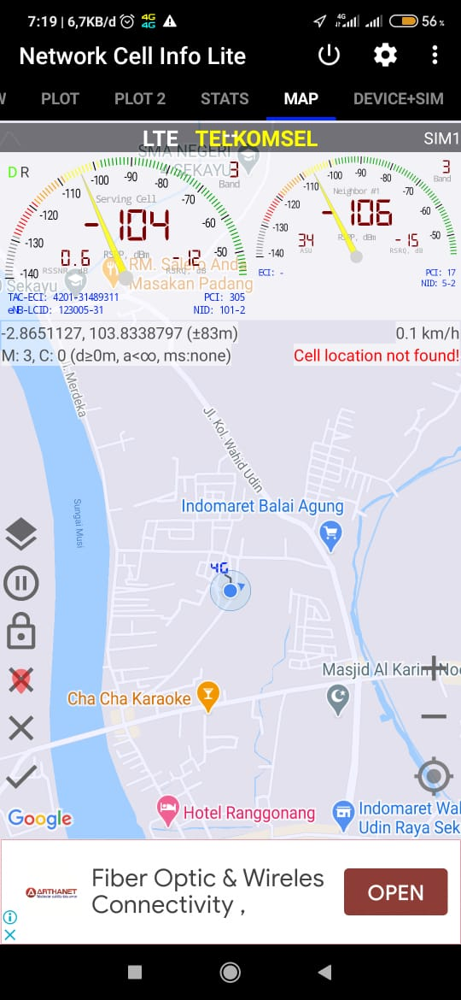 7:19 | 6,7KB/d 4G 4G 4G 56%
Network Cell Info Lite
PLOT PLOT 2 STATS MAP DEVICE+SIM
LTE TELKOMSEL SIM1
SMA NEGERI
SEKAYU
D R
3
Band
3
Band
Serving Cell
Neighbor #1
-140 -130 -120 -110 -100 -90 -80 -70 -60 -50
-140 -130 -120 -110 -100 -90 -80 -70 -60 -50
-104
-106
RSRP, dBm
RSRP, dBm
0.6
RSSNR, dB
-12
RSRQ, dB
34
ASU
-15
RSRQ, dB
RM. Salero
Masakan Padang
Sekayu
TAC-ECI: 4201-31489311 PCI: 305
eNB-LCID: 123005-31 NID: 101-2
ECI: - PCI: 17
NID: 5-2
-2.8651127, 103.8338797 (±83m) 0.1 km/h
M: 3, C: 0 (d≥0m, a<∞, ms:none) Cell location not found!
Jl. Merdeka
Jl. Kol. Wahid Udin
Sungai Musi
Indomaret Balai Agung
4G
Masjid Al Karim
Cha Cha Karaoke
Hotel Ranggonang
Indomaret Wa
Udin Raya Sek
Google
ARTHANET
Fiber Optic & Wireles
Connectivity ,
OPEN